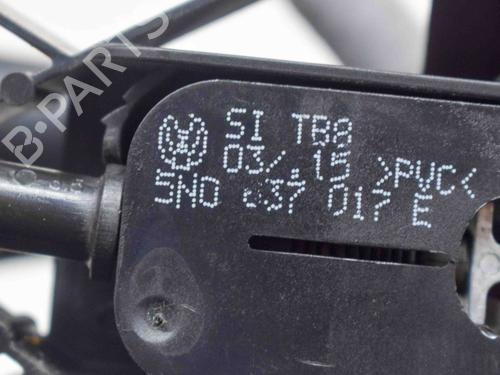 SI TB8
03/.15 >PVC<
5N0 837 017 E
B-PARTS